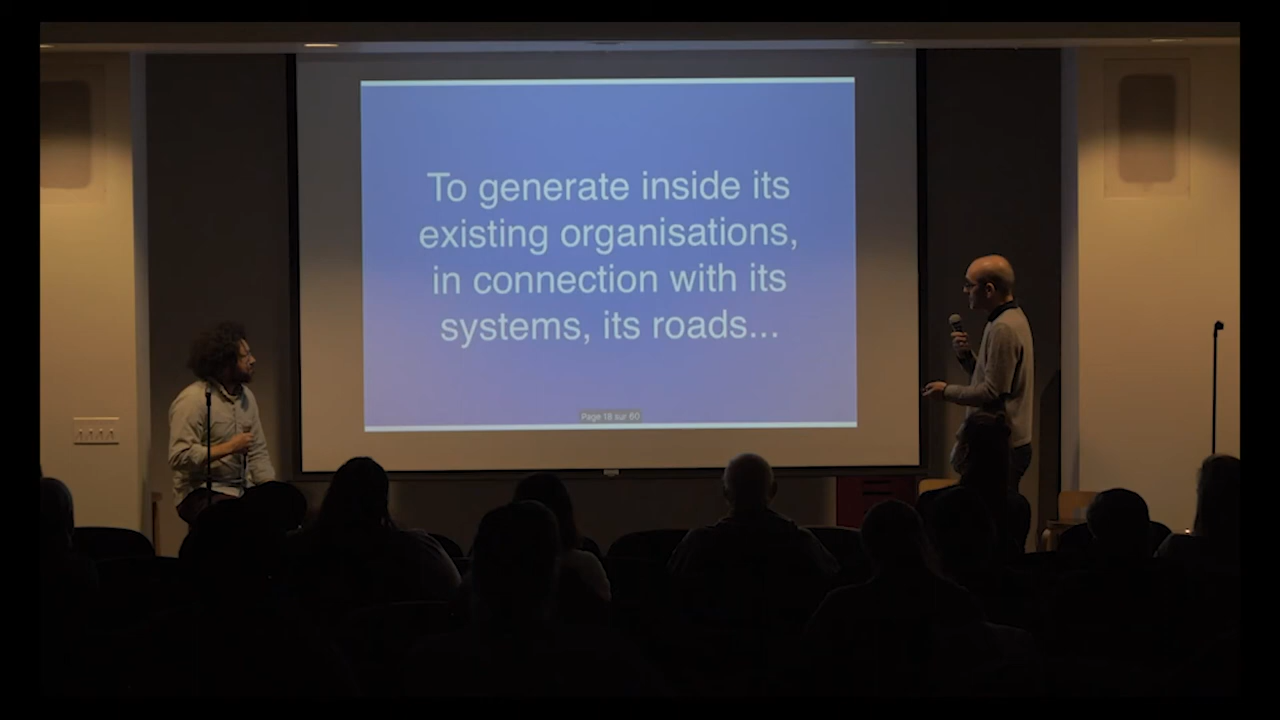 To generate inside its
existing organisations,
in connection with its
systems, its roads...
Page 18 sur 60